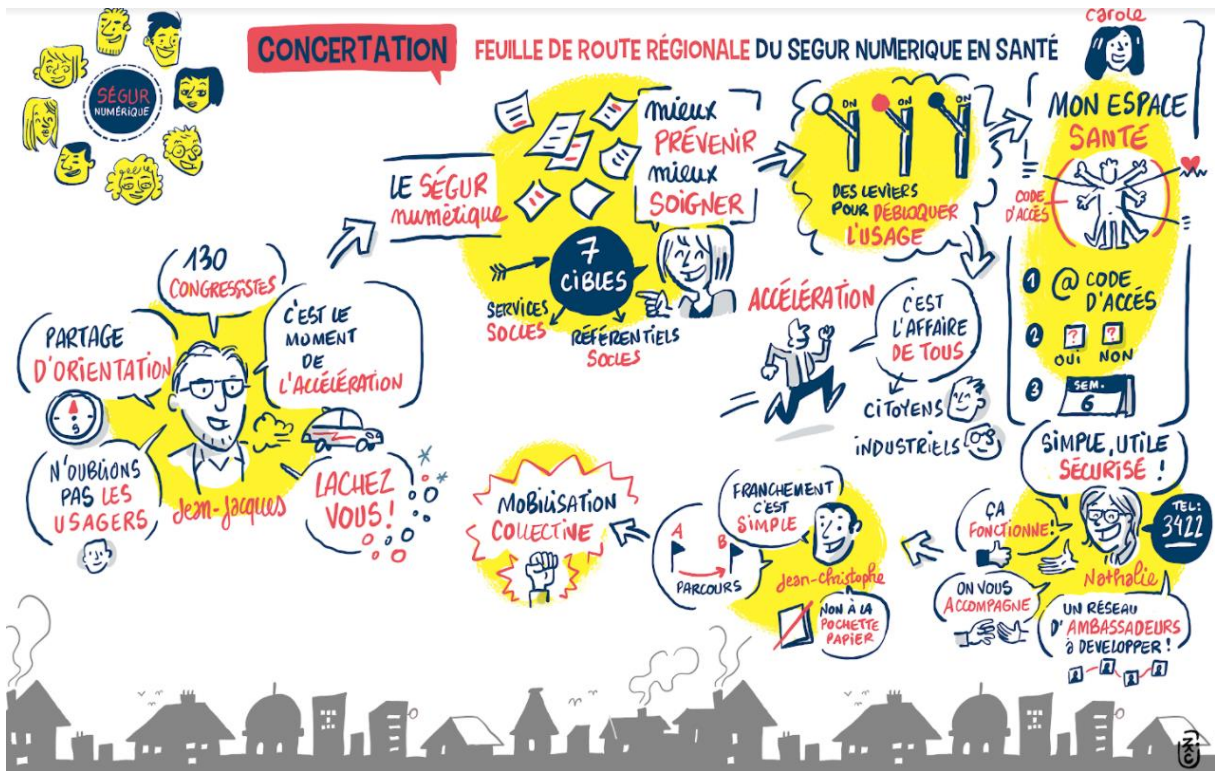 SÉGUR
NUMÉRIQUE
CONCERTATION
FEUILLE DE ROUTE RÉGIONALE DU SEGUR NUMERIQUE EN SANTÉ
130
CONGRESSISTES
PARTAGE
D'ORIENTATION
C'EST LE
MOMENT
DE
L'ACCÉLÉRATION
N'OUBLIONS
PAS LES
USAGERS
Jean-Jacques
LACHEZ
VOUS!
LE SÉGUR
numétique
mieux
PRÉVENIR
mieux
SOIGNER
7
CIBLES
SERVICES
SOCLES
RÉFÉRENTIELS
SOCLES
ON
ON
ON
DES LEVIERS
POUR DÉBLOQUER
L'USAGE
ACCÉLÉRATION
C'EST
L'AFFAIRE
DE TOUS
CITOYENS
INDUSTRIELS
Carole
MON ESPACE
SANTÉ
CODE
D'ACCÈS
1 @ CODE
D'ACCÉS
2 ? ?
OUI NON
3 SEM.
6
SIMPLE, UTILE
SÉCURISÉ !
ÇA
FONCTIONNE!
TEL:
3422
Nathalie
ON VOUS
ACCOMPAGNE
UN RÉSEAU
D'AMBASSADEURS
à DEVELOPPER !
FRANCHEMENT
C'EST
SIMPLE
Jean-Christophe
NON À LA
POCHETTE
PAPIER
A B
PARCOURS
MOBILISATION
COLLECTIVE